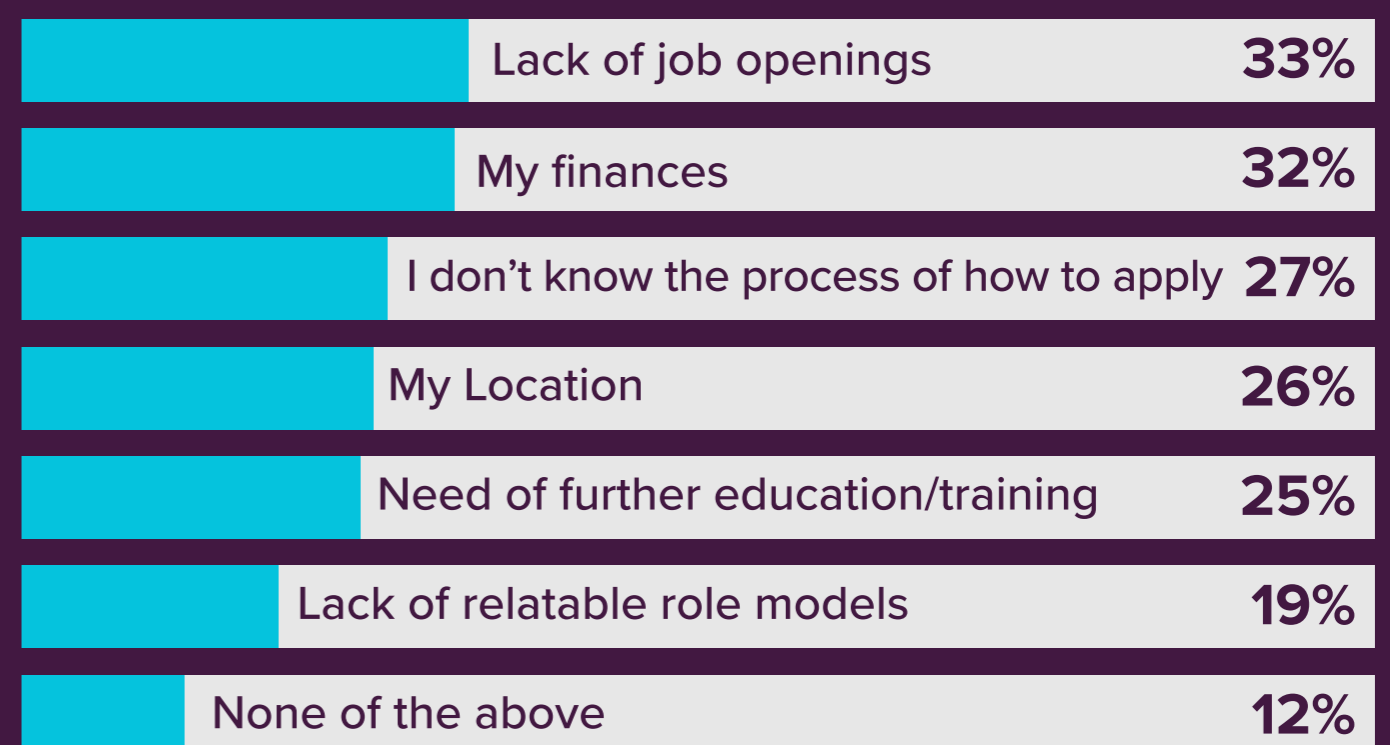 Lack of job openings 33%
My finances 32%
I don’t know the process of how to apply 27%
My Location 26%
Need of further education/training 25%
Lack of relatable role models 19%
None of the above 12%